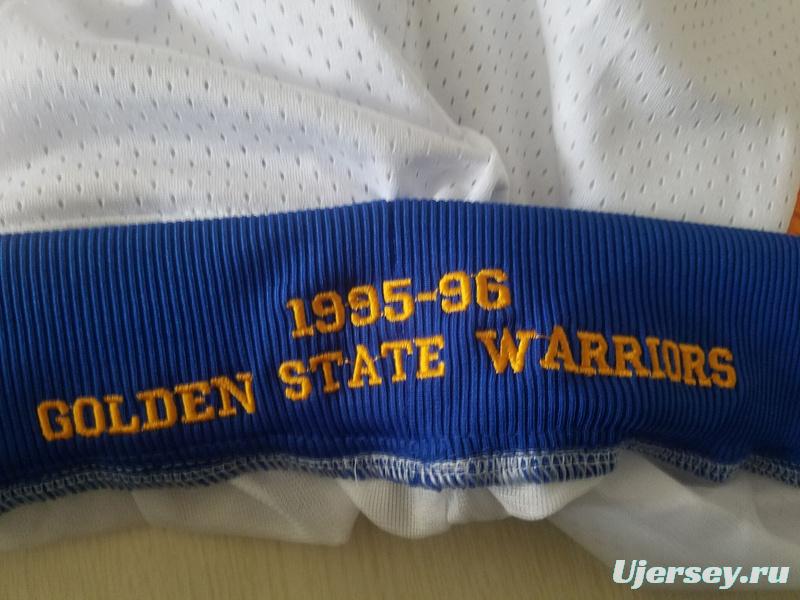 1995-96
GOLDEN STATE WARRIORS
Ujersey.ru